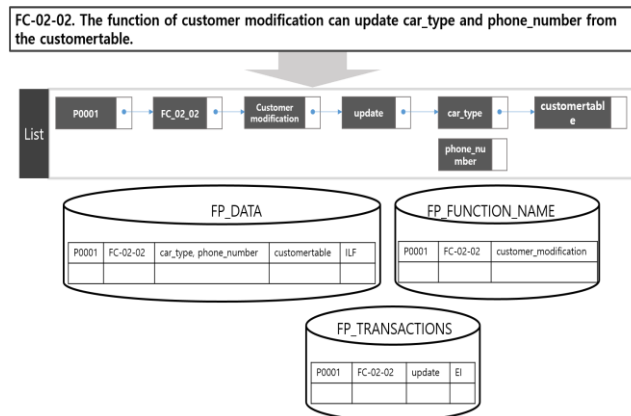 FC-02-02. The function of customer modification can update car_type and phone_number from
the customertable.
List
P0001
FC_02_02
Customer
modification
update
car_type
customertabl
e
phone_nu
mber
FP_DATA
P0001 FC-02-02 car_type, phone_number customertable ILF
FP_FUNCTION_NAME
P0001 FC-02-02 customer_modification
FP_TRANSACTIONS
P0001 FC-02-02 update EI